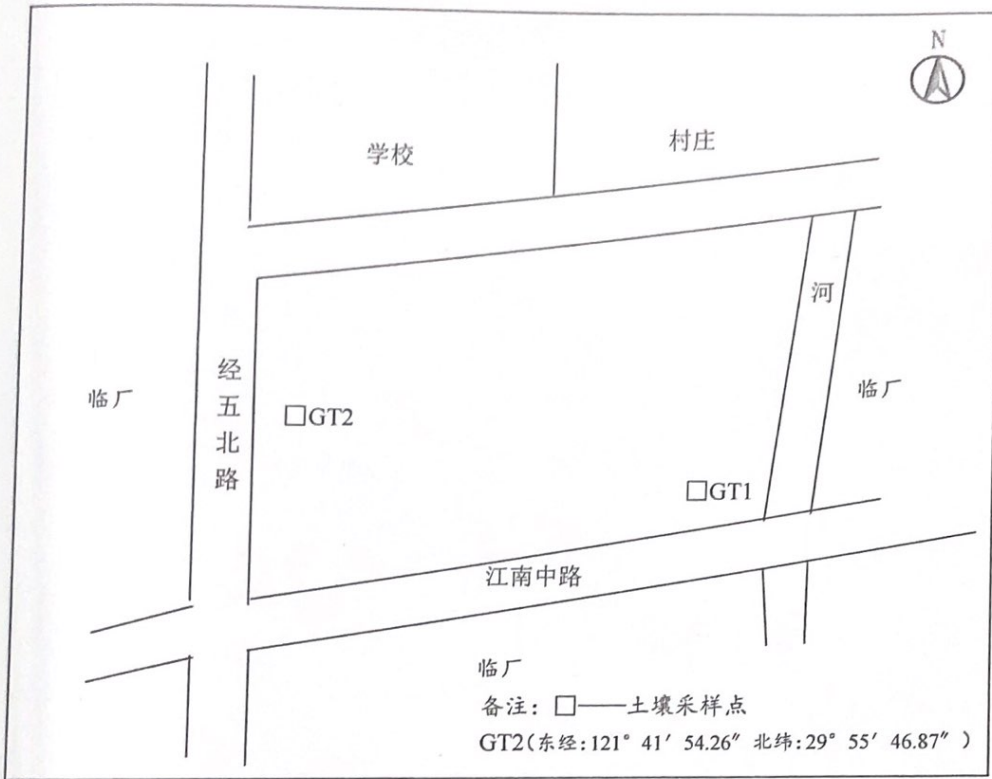 N
学校
村庄
河
经五北路
临厂
临厂
□GT2
□GT1
江南中路
临厂
备注：□——土壤采样点
GT2(东经:121° 41′ 54.26″ 北纬:29° 55′ 46.87″ )